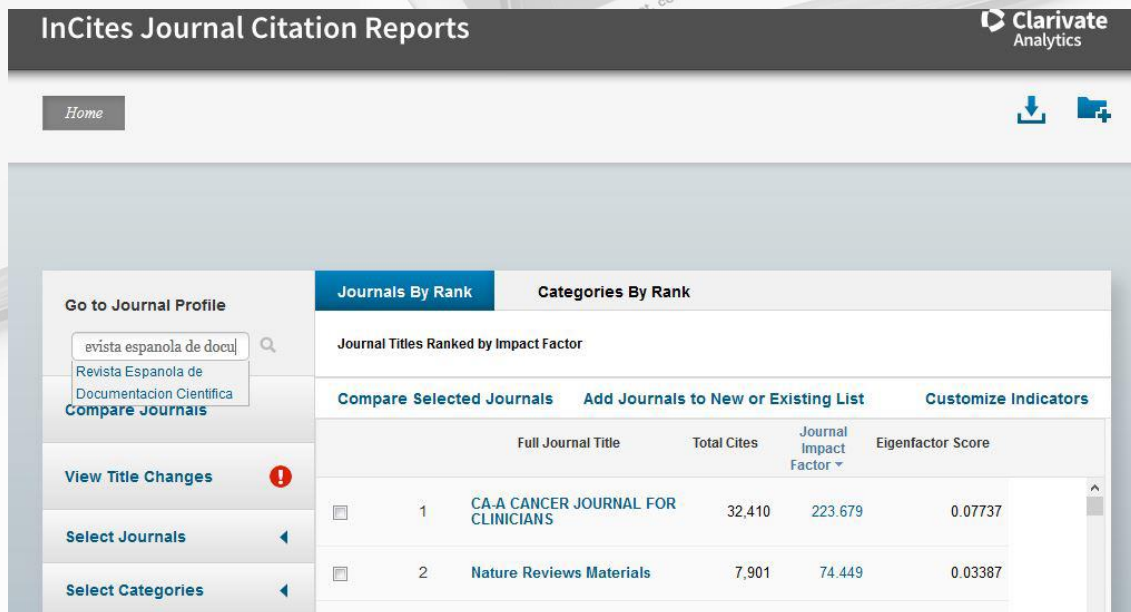 InCites Journal Citation Reports
Clarivate
Analytics
Home
Go to Journal Profile
evista espanola de docu
Revista Espanola de
Documentacion Cientifica
Compare Journals
View Title Changes
Select Journals
Select Categories
Journals By Rank
Categories By Rank
Journal Titles Ranked by Impact Factor
Compare Selected Journals
Add Journals to New or Existing List
Customize Indicators
Full Journal Title
Total Cites
Journal
Impact
Factor
Eigenfactor Score
1
CA-A CANCER JOURNAL FOR
CLINICIANS
32,410
223.679
0.07737
2
Nature Reviews Materials
7,901
74.449
0.03387